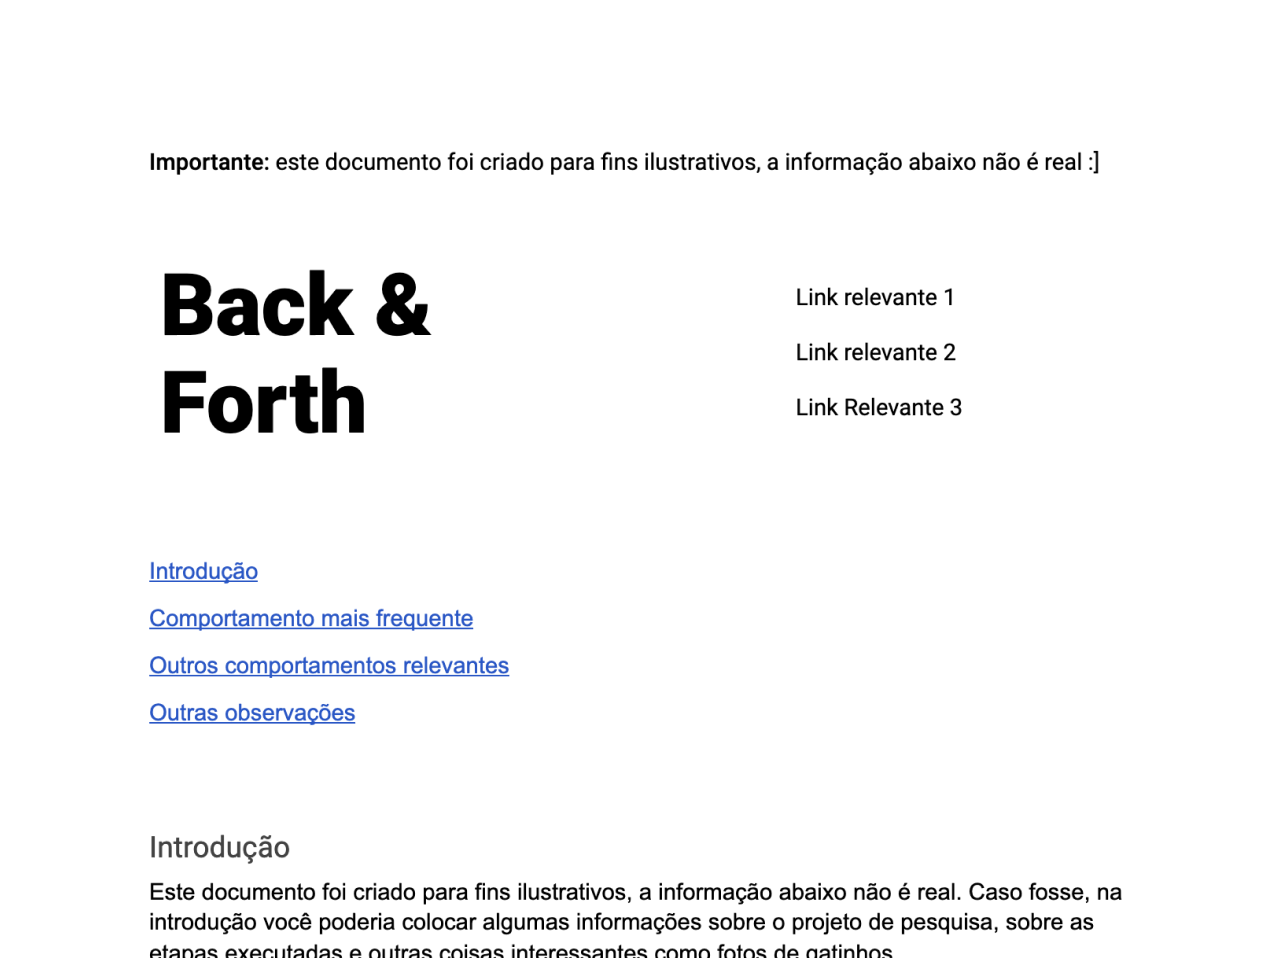 Importante: este documento foi criado para fins ilustrativos, a informação abaixo não é real :]
Back &
Forth
Link relevante 1
Link relevante 2
Link Relevante 3
Introdução
Comportamento mais frequente
Outros comportamentos relevantes
Outras observações
Introdução
Este documento foi criado para fins ilustrativos, a informação abaixo não é real. Caso fosse, na
introdução você poderia colocar algumas informações sobre o projeto de pesquisa, sobre as
etapas executadas e outras coisas interessantes como fotos de gatinhos.